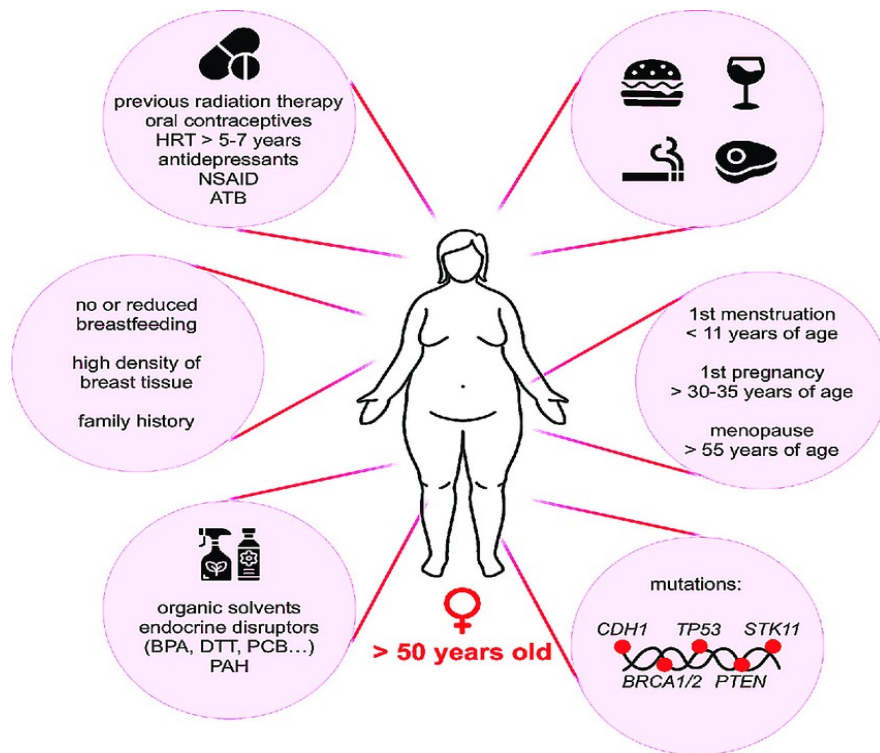 previous radiation therapy
oral contraceptives
HRT > 5-7 years
antidepressants
NSAID
ATB
no or reduced
breastfeeding
high density of
breast tissue
family history
1st menstruation
< 11 years of age
1st pregnancy
> 30-35 years of age
menopause
> 55 years of age
organic solvents
endocrine disruptors
(BPA, DTT, PCB...)
PAH
> 50 years old
mutations:
CDH1 TP53 STK11
BRCA1/2 PTEN